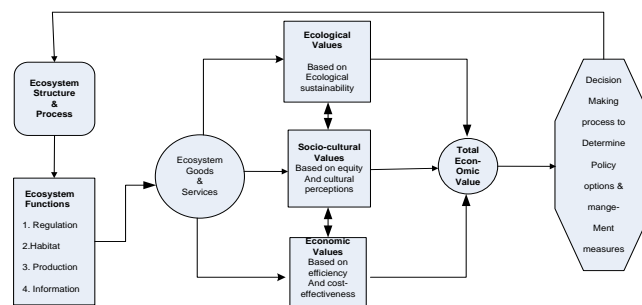 Ecosystem
Structure
&
Process
Ecosystem
Functions
1. Regulation
2.Habitat
3. Production
4. Information
Ecosystem
Goods
&
Services
Ecological
Values
Based on
Ecological
sustainability
Socio-cultural
Values
Based on equity
And cultural
perceptions
Economic
Values
Based on
efficiency
And cost-
effectiveness
Total
Econ-
Omic
Value
Decision
Making
process to
Determine
Policy
options &
mange-
Ment
measures